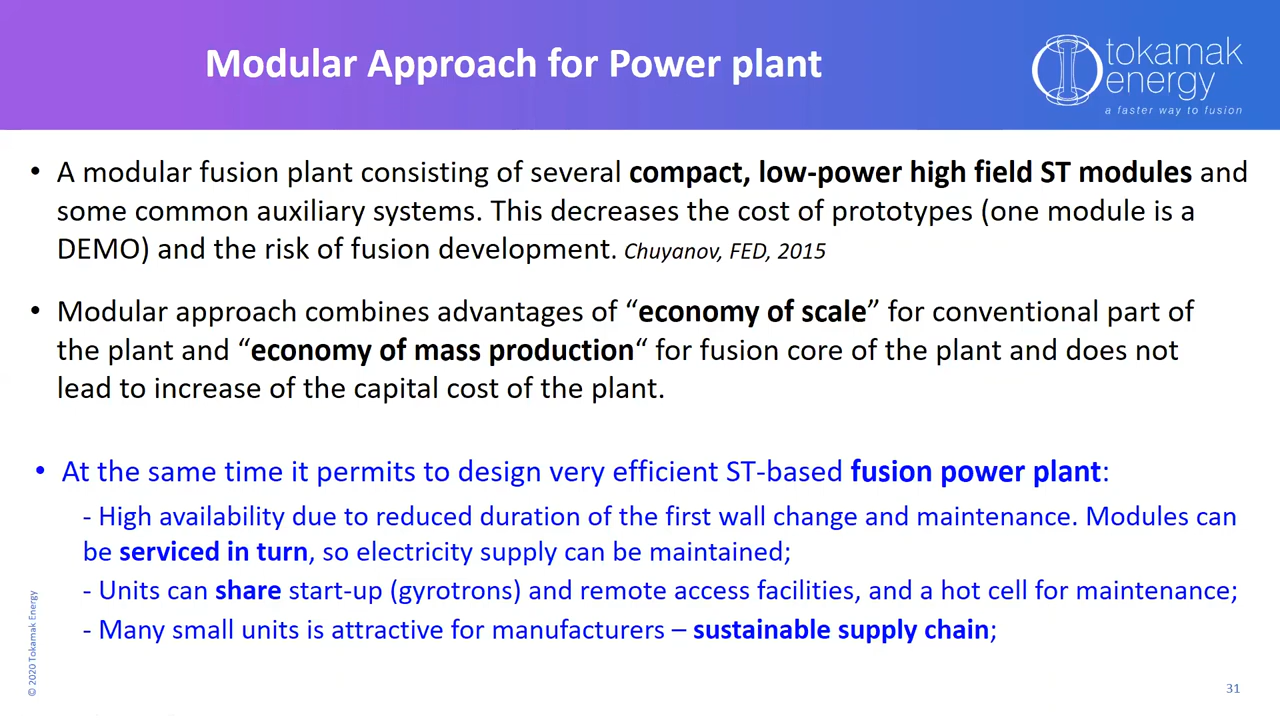 Modular Approach for Power plant
tokamak
energy
a faster way to fusion
• A modular fusion plant consisting of several compact, low-power high field ST modules and
some common auxiliary systems. This decreases the cost of prototypes (one module is a
DEMO) and the risk of fusion development. Chuyanov, FED, 2015
• Modular approach combines advantages of “economy of scale” for conventional part of
the plant and “economy of mass production“ for fusion core of the plant and does not
lead to increase of the capital cost of the plant.
• At the same time it permits to design very efficient ST-based fusion power plant:
- High availability due to reduced duration of the first wall change and maintenance. Modules can
be serviced in turn, so electricity supply can be maintained;
- Units can share start-up (gyrotrons) and remote access facilities, and a hot cell for maintenance;
- Many small units is attractive for manufacturers – sustainable supply chain;
© 2020 Tokamak Energy
31